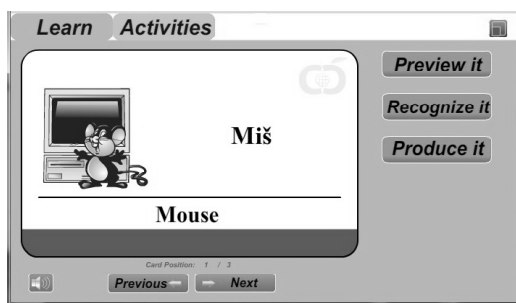 Learn Activities
Preview it
Recognize it
Produce it
Miš
Mouse
Card Position: 1 / 3
Previous Next